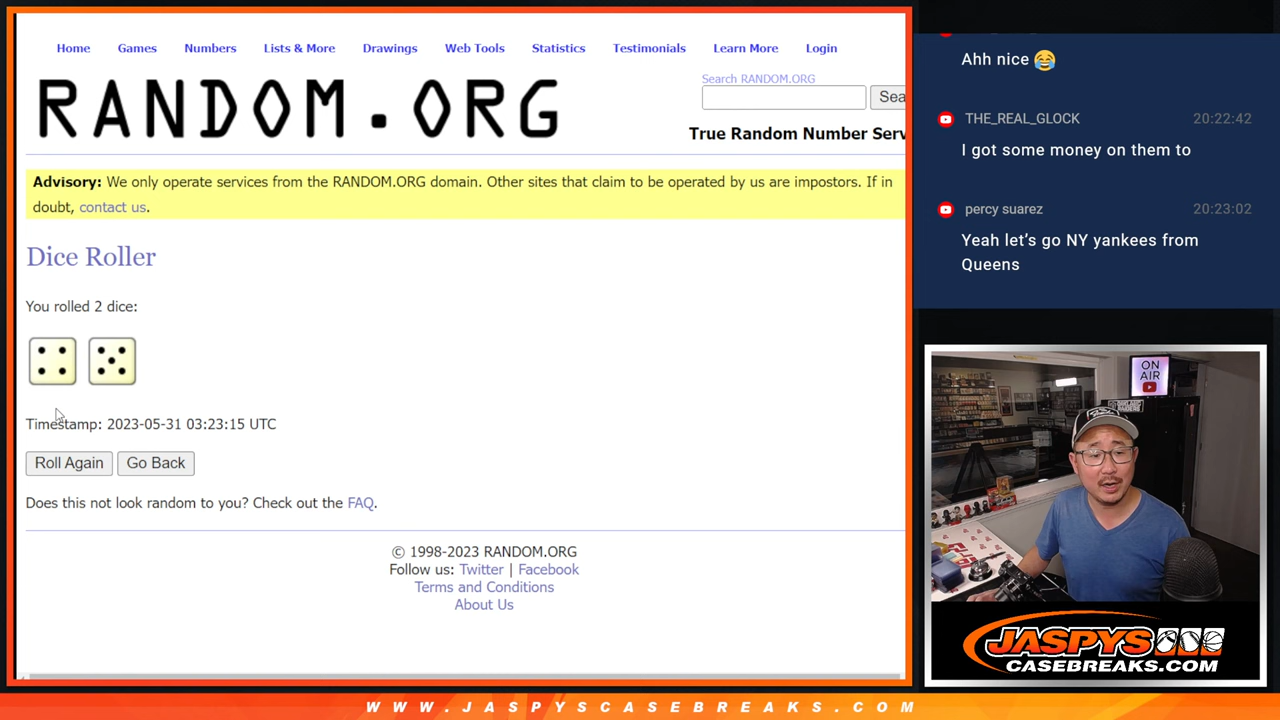 Home Games Numbers Lists & More Drawings Web Tools Statistics Testimonials Learn More Login
RANDOM.ORG
Search RANDOM.ORG
Sea
True Random Number Serv
Advisory: We only operate services from the RANDOM.ORG domain. Other sites that claim to be operated by us are impostors. If in
doubt, contact us.
Dice Roller
You rolled 2 dice:
Timestamp: 2023-05-31 03:23:15 UTC
Roll Again Go Back
Does this not look random to you? Check out the FAQ.
© 1998-2023 RANDOM.ORG
Follow us: Twitter | Facebook
Terms and Conditions
About Us
Ahh nice 😂
THE_REAL_GLOCK 20:22:42
I got some money on them to
percy suarez 20:23:02
Yeah let’s go NY yankees from
Queens
ON
AIR
JASPYS
CASEBREAKS.COM
WWW.JASPYSCASEBREAKS.COM